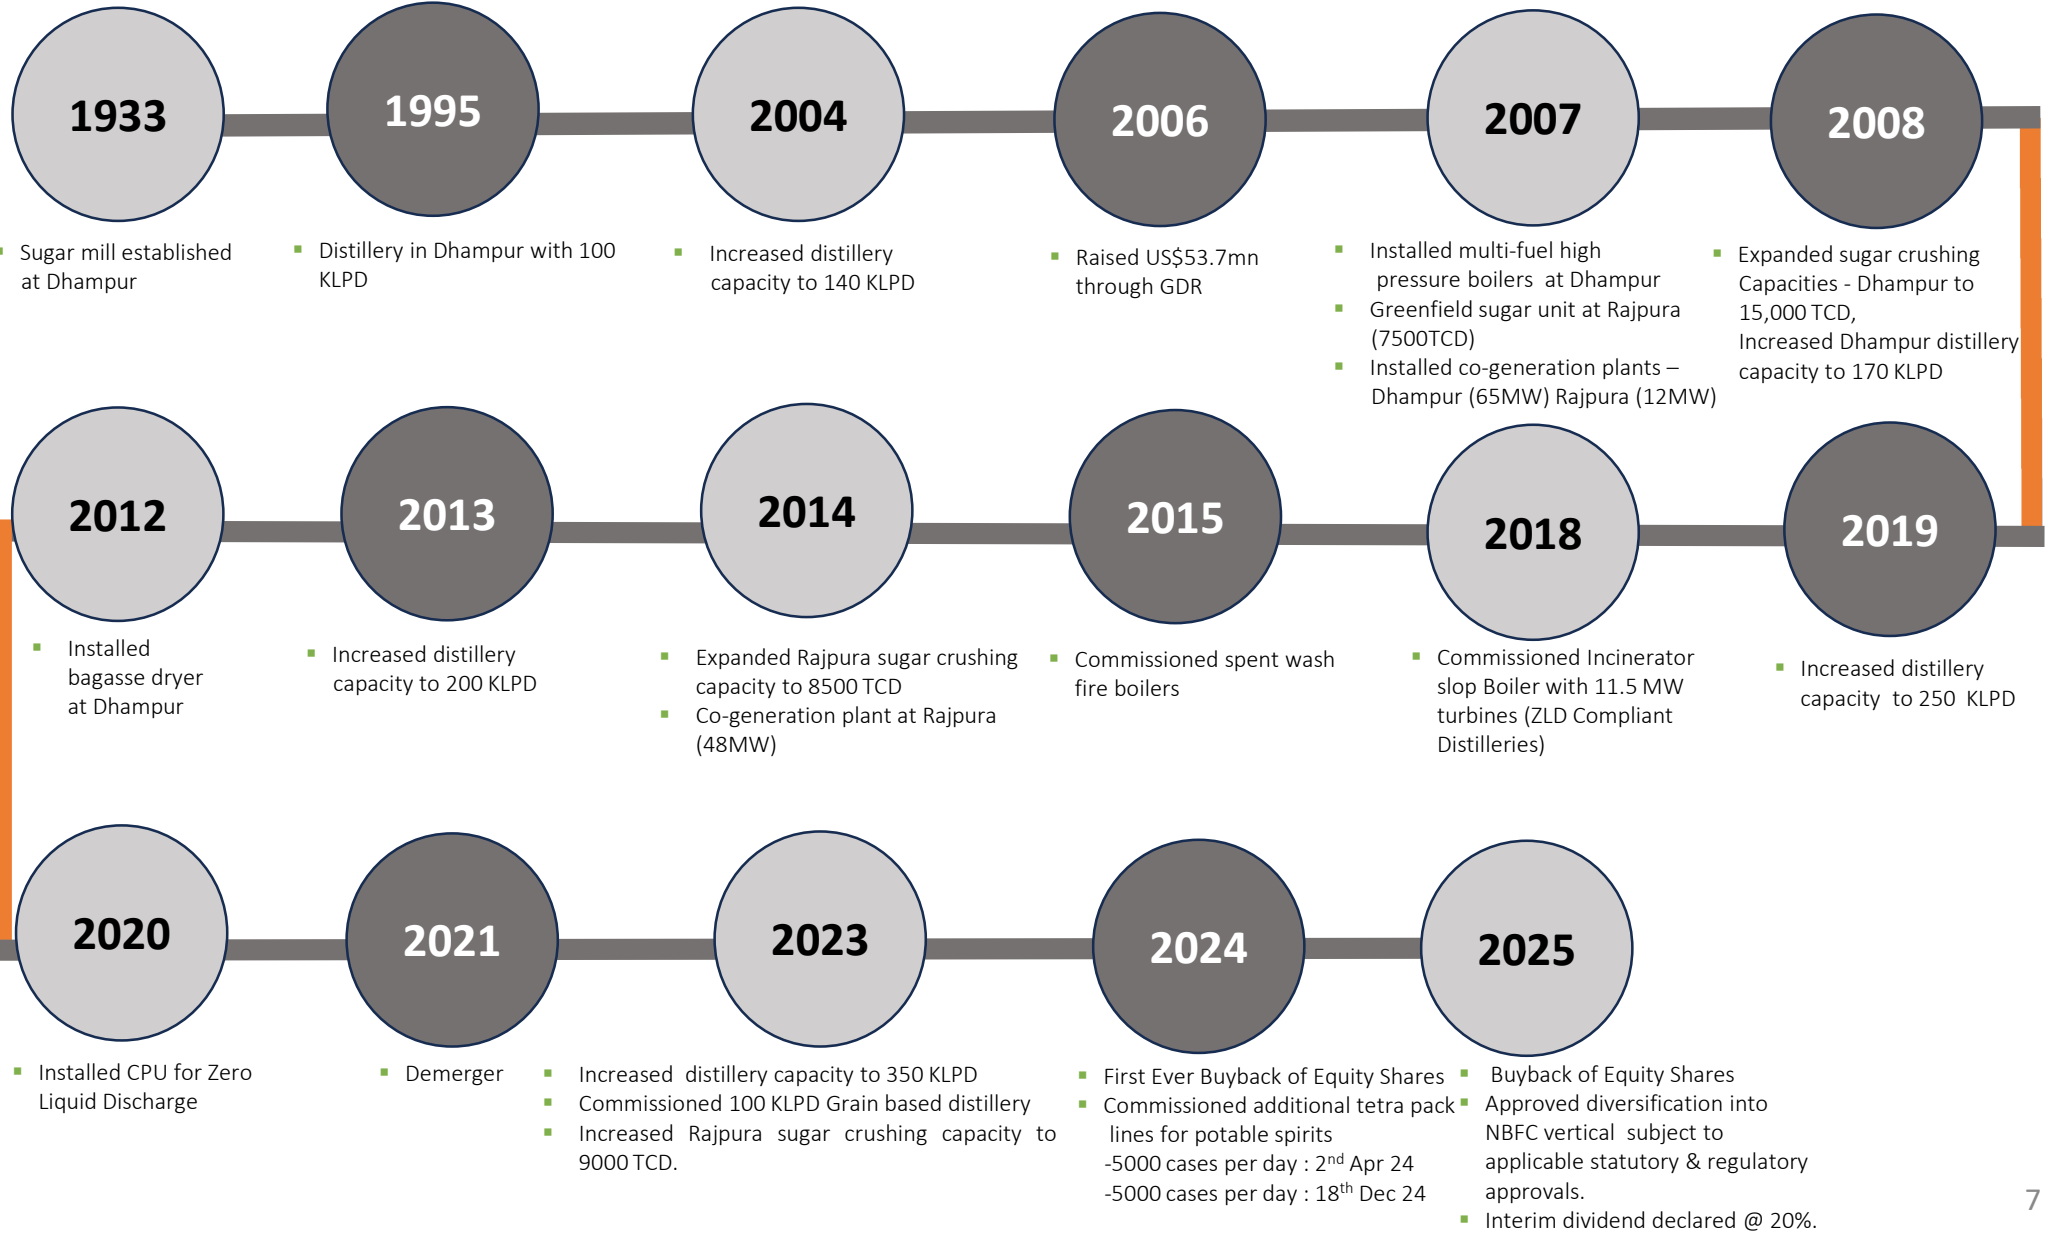 1933
Sugar mill established
at Dhampur
1995
Distillery in Dhampur with 100
KLPD
2004
Increased distillery
capacity to 140 KLPD
2006
Raised US$53.7mn
through GDR
2007
Installed multi-fuel high
pressure boilers at Dhampur
Greenfield sugar unit at Rajpura
(7500TCD)
Installed co-generation plants –
Dhampur (65MW) Rajpura (12MW)
2008
Expanded sugar crushing
Capacities - Dhampur to
15,000 TCD,
Increased Dhampur distillery
capacity to 170 KLPD
2012
Installed
bagasse dryer
at Dhampur
2013
Increased distillery
capacity to 200 KLPD
2014
Expanded Rajpura sugar crushing
capacity to 8500 TCD
Co-generation plant at Rajpura
(48MW)
2015
Commissioned spent wash
fire boilers
2018
Commissioned Incinerator
slop Boiler with 11.5 MW
turbines (ZLD Compliant
Distilleries)
2019
Increased distillery
capacity to 250 KLPD
2020
Installed CPU for Zero
Liquid Discharge
2021
Demerger
2023
Increased distillery capacity to 350 KLPD
Commissioned 100 KLPD Grain based distillery
Increased Rajpura sugar crushing capacity to
9000 TCD.
2024
First Ever Buyback of Equity Shares
Commissioned additional tetra pack
lines for potable spirits
-5000 cases per day : 2nd Apr 24
-5000 cases per day : 18th Dec 24
2025
Buyback of Equity Shares
Approved diversification into
NBFC vertical subject to
applicable statutory & regulatory
approvals.
Interim dividend declared @ 20%.
7